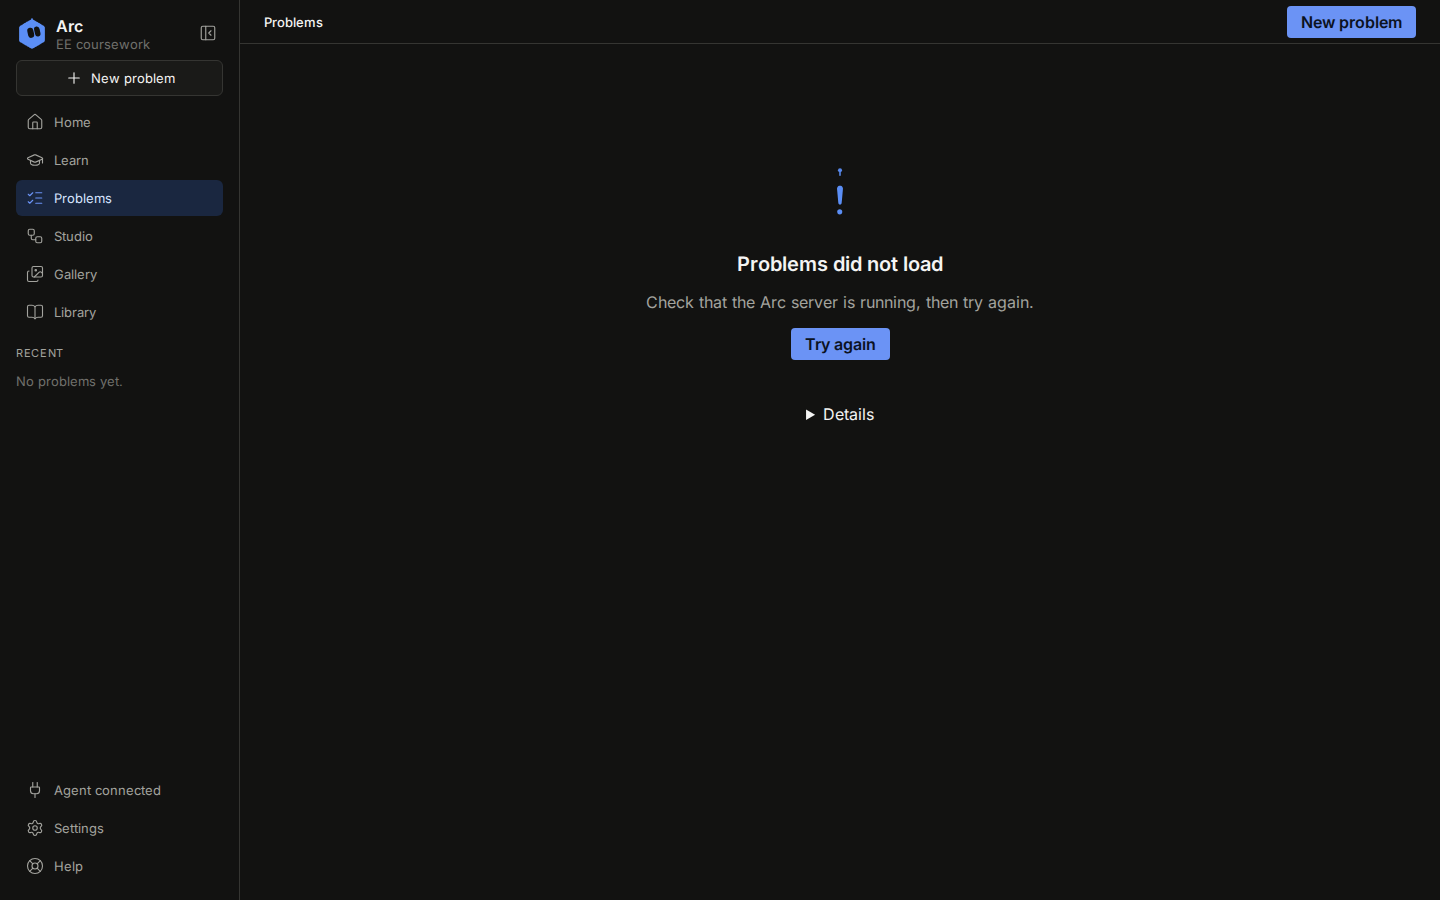 Arc
EE coursework
New problem
Home
Learn
Problems
Studio
Gallery
Library
RECENT
No problems yet.
Agent connected
Settings
Help
Problems
New problem
Problems did not load
Check that the Arc server is running, then try again.
Try again
Details